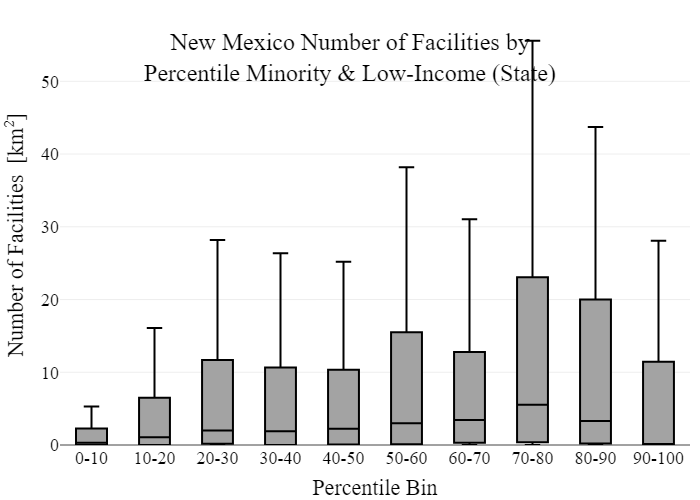 New Mexico Number of Facilities by
Percentile Minority & Low-Income (State)
Number of Facilities [km²]
50
40
30
20
10
0
0-10 10-20 20-30 30-40 40-50 50-60 60-70 70-80 80-90 90-100
Percentile Bin